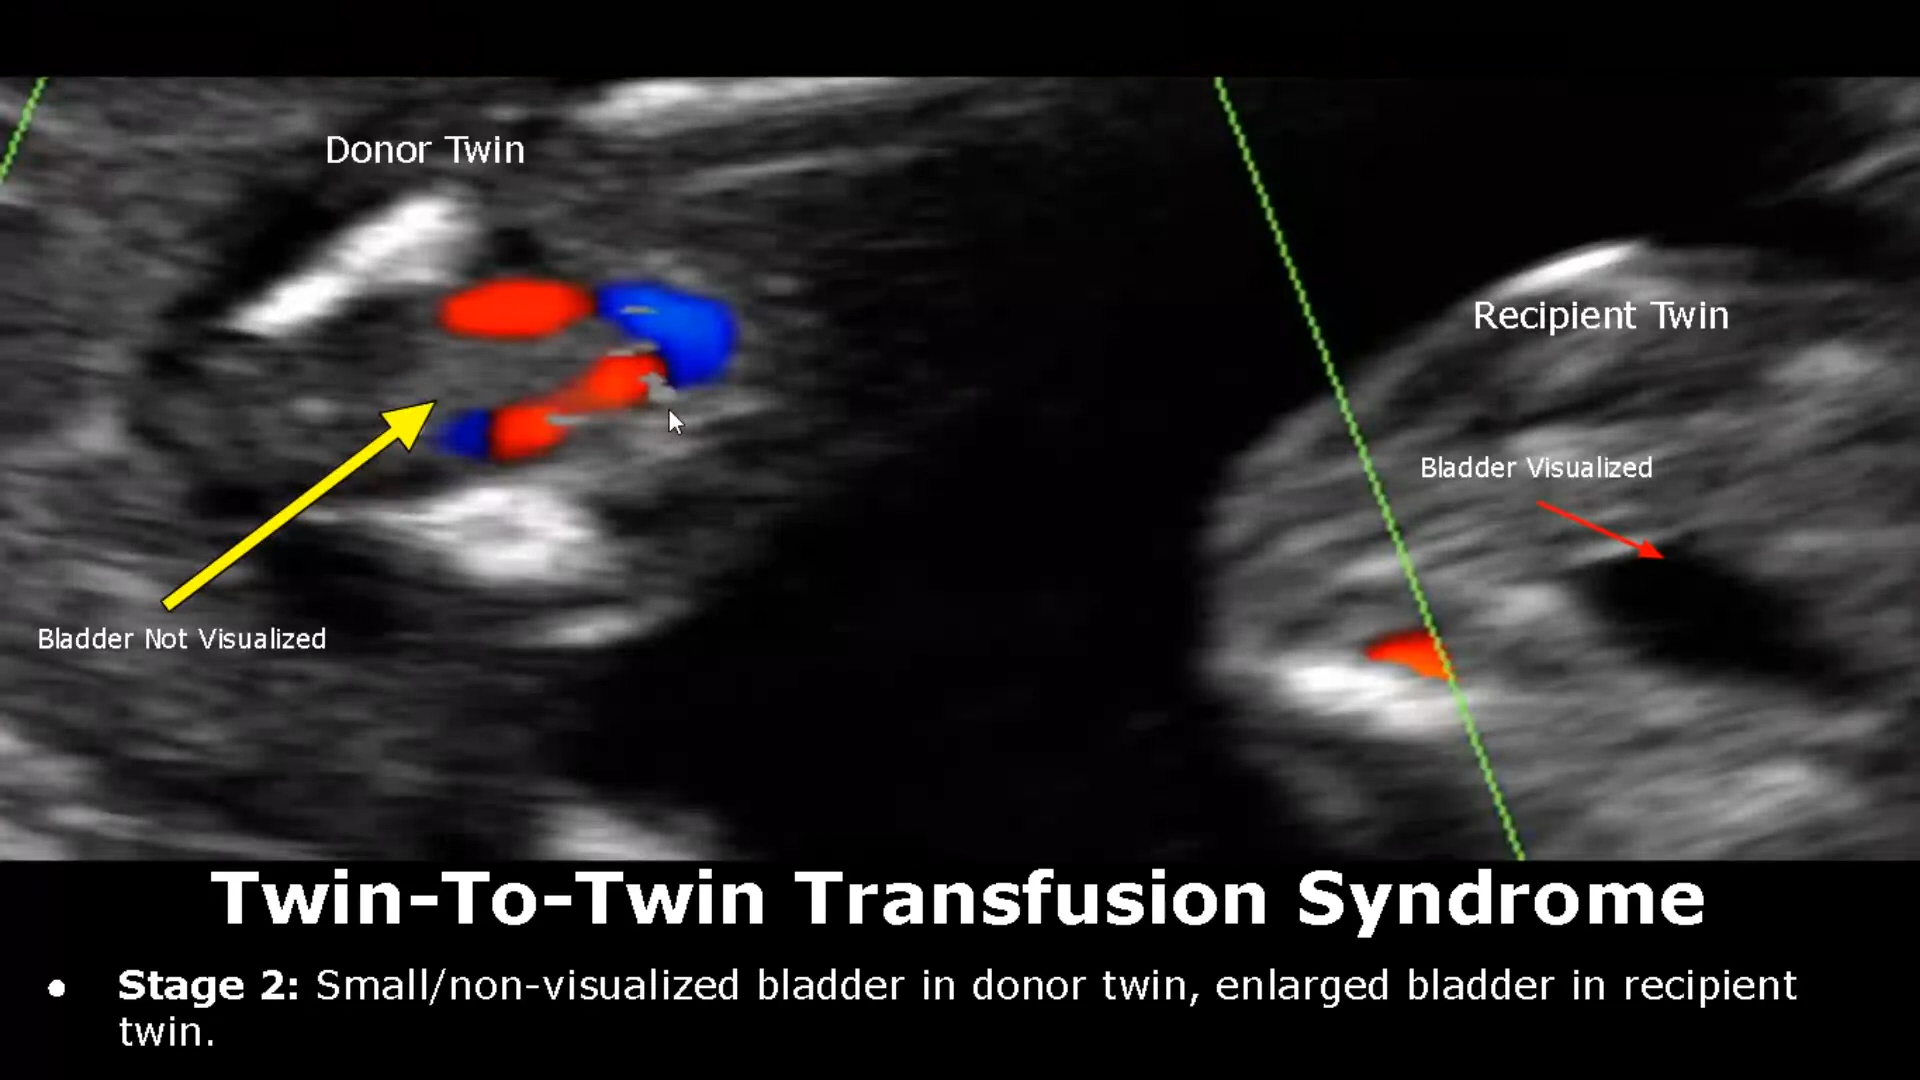 Donor Twin
Recipient Twin
Bladder Visualized
Bladder Not Visualized
Twin-To-Twin Transfusion Syndrome
• Stage 2: Small/non-visualized bladder in donor twin, enlarged bladder in recipient
twin.